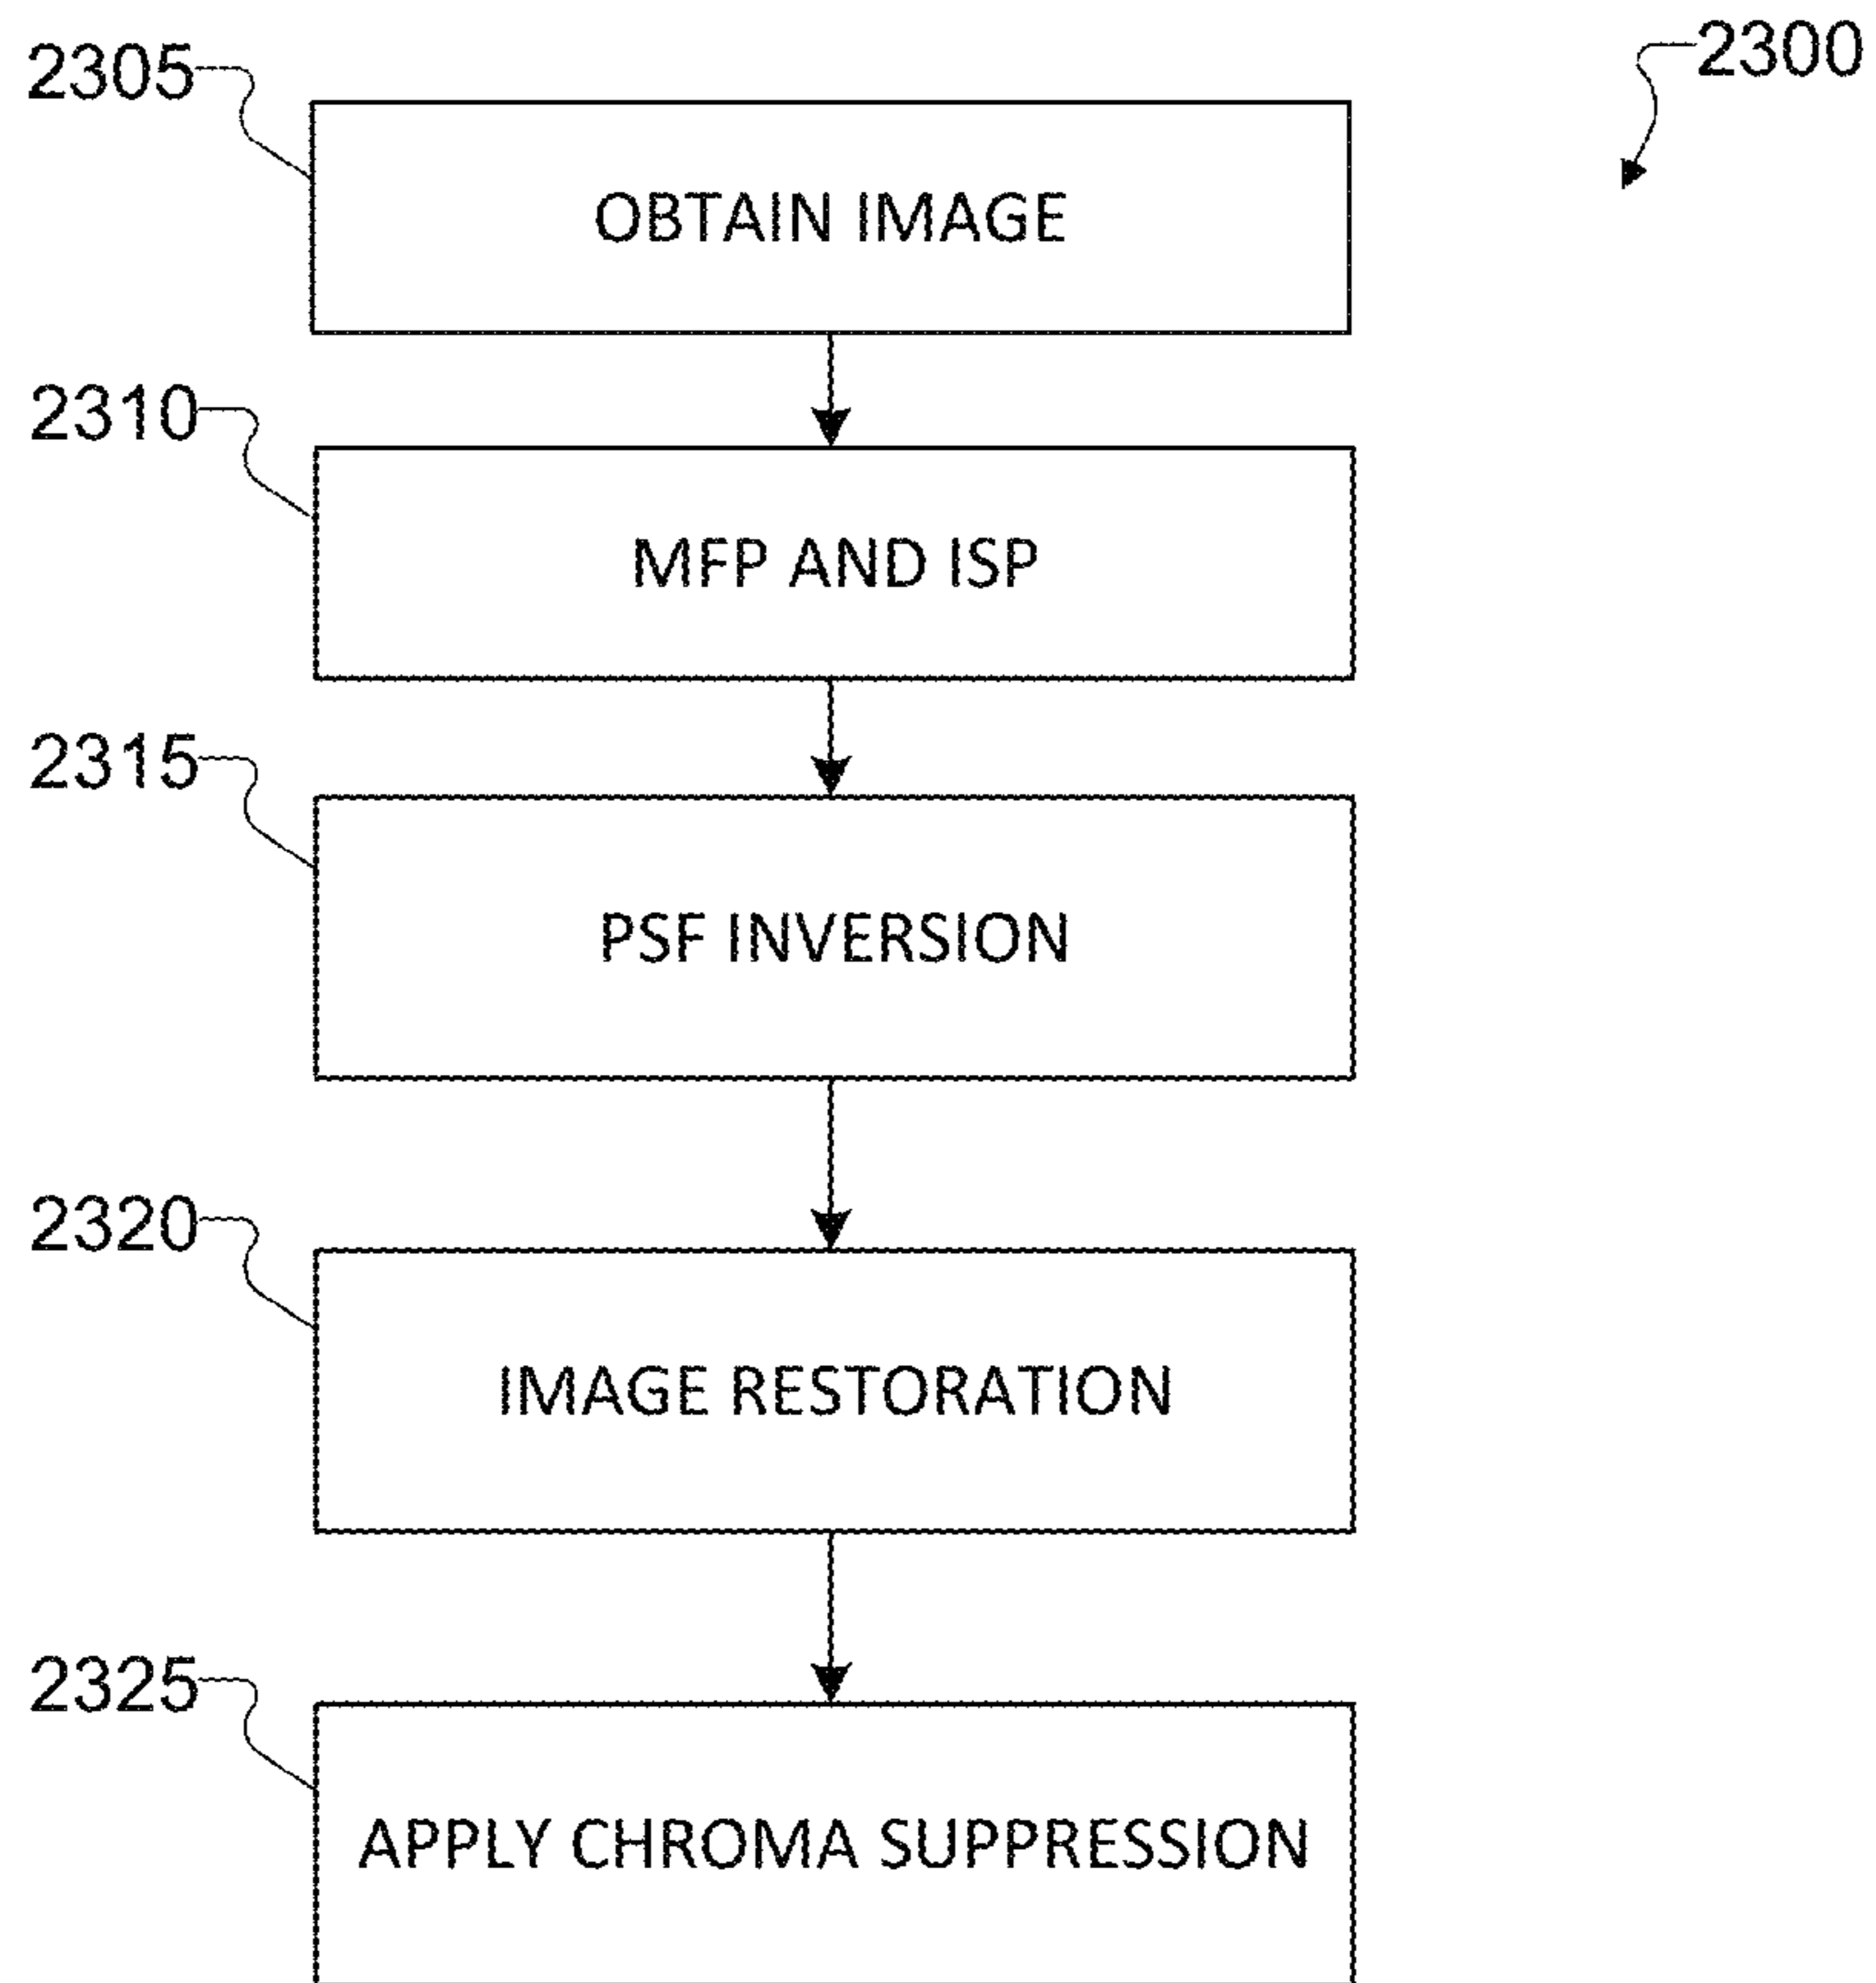 2300
2305
OBTAIN IMAGE
2310
MFP AND ISP
2315
PSF INVERSION
2320
IMAGE RESTORATION
2325
APPLY CHROMA SUPPRESSION